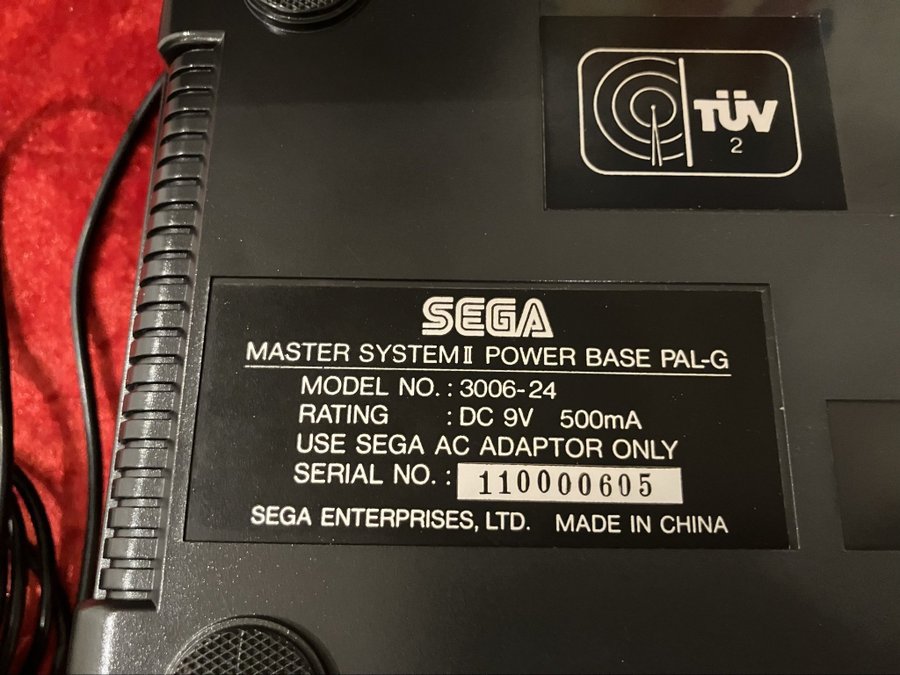 TÜV
2
SEGA
MASTER SYSTEM II POWER BASE PAL-G
MODEL NO. : 3006-24
RATING : DC 9V 500mA
USE SEGA AC ADAPTOR ONLY
SERIAL NO. : 110000605
SEGA ENTERPRISES, LTD. MADE IN CHINA